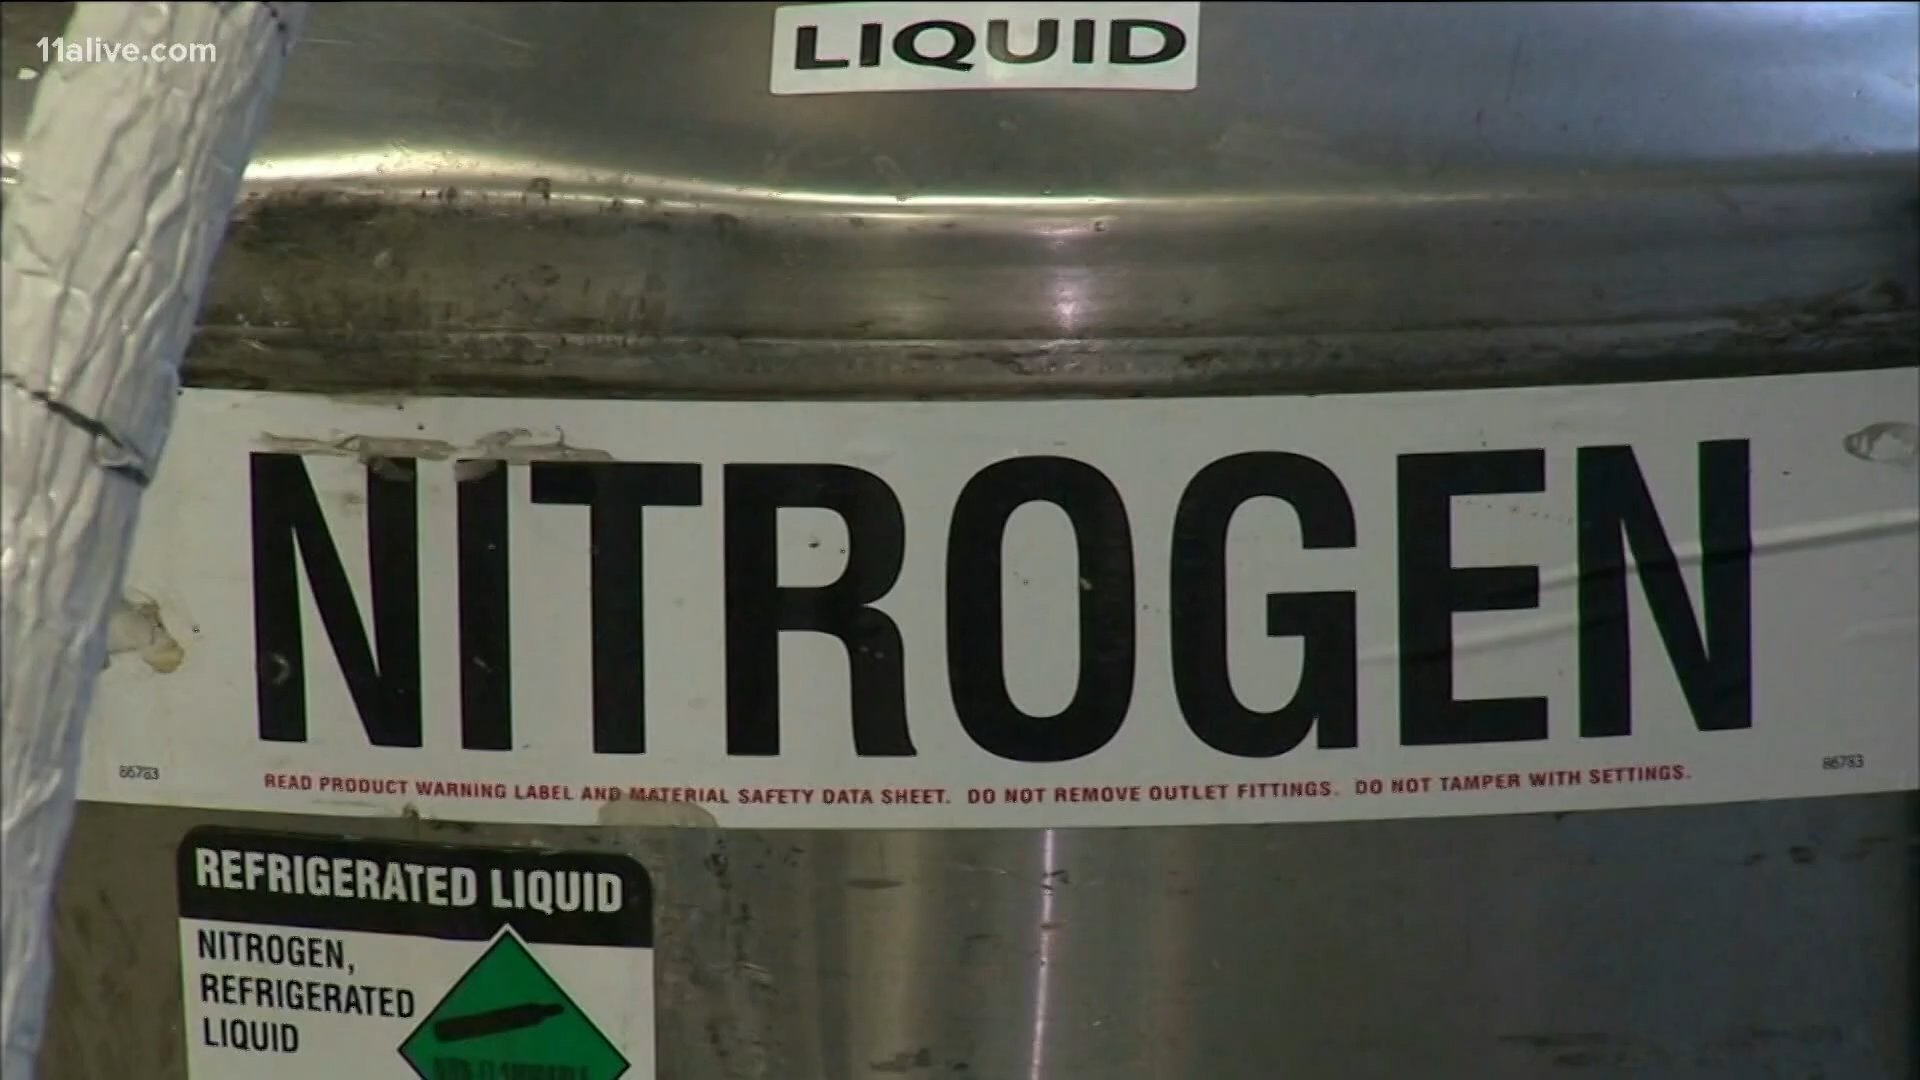 11alive.com
LIQUID
NITROGEN
86783
READ PRODUCT WARNING LABEL AND MATERIAL SAFETY DATA SHEET. DO NOT REMOVE OUTLET FITTINGS. DO NOT TAMPER WITH SETTINGS.
86783
REFRIGERATED LIQUID
NITROGEN,
REFRIGERATED
LIQUID